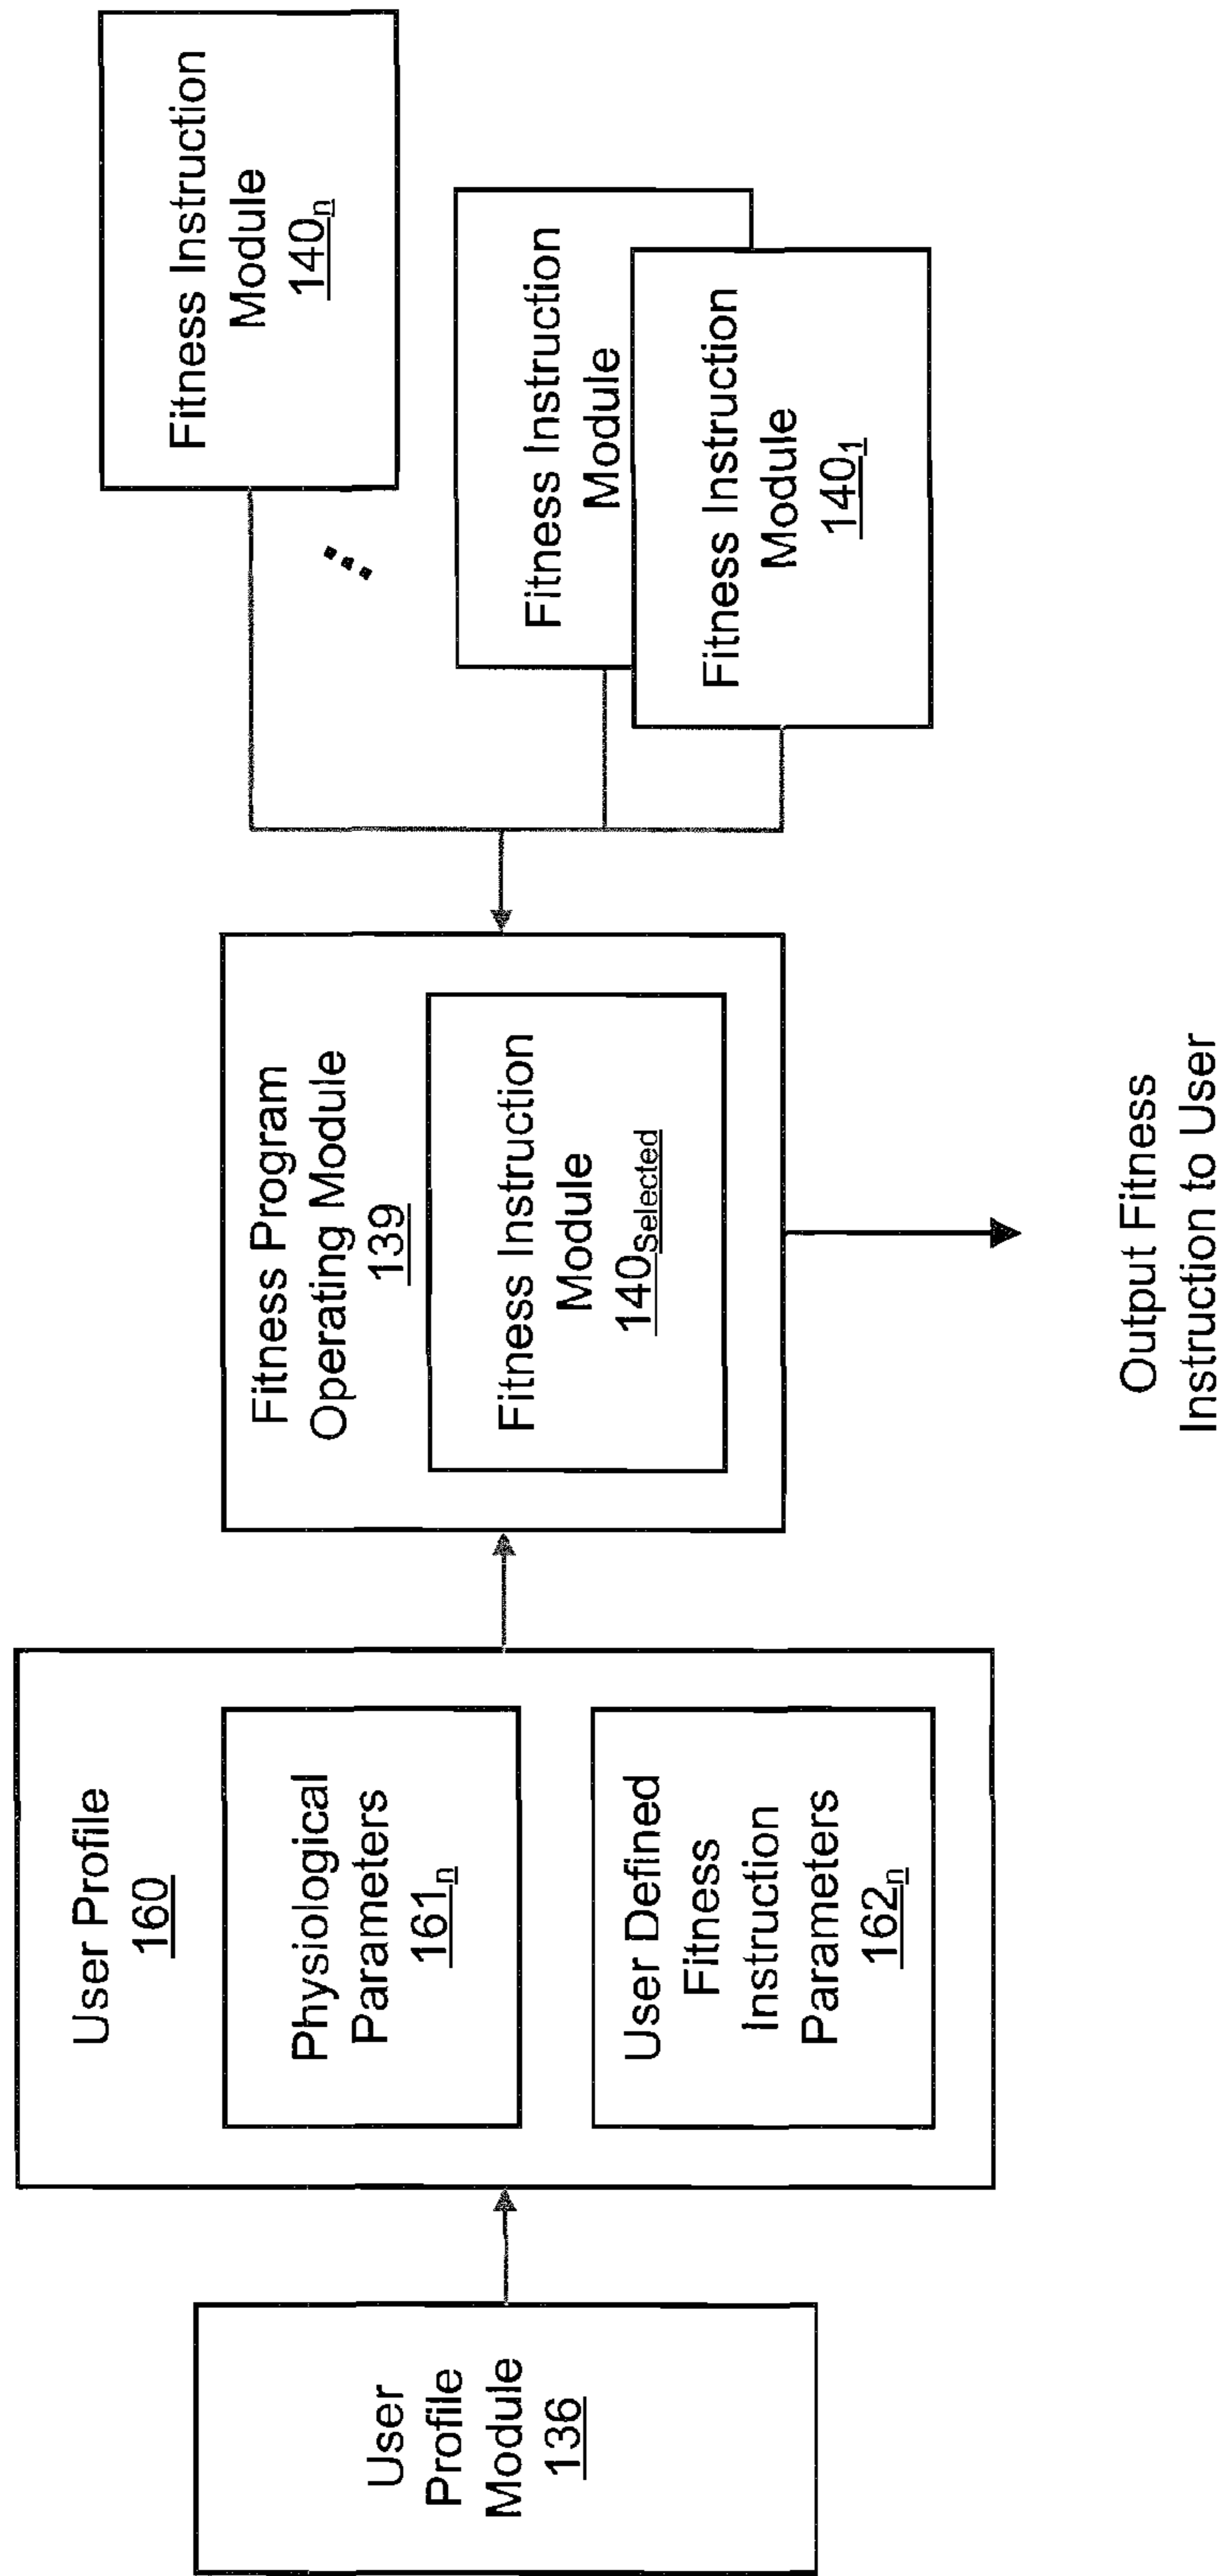 User
Profile
Module
136
User Profile
160
Physiological
Parameters
161n
User Defined
Fitness
Instruction
Parameters
162n
Fitness Program
Operating Module
139
Fitness Instruction
Module
140Selected
Output Fitness
Instruction to User
Fitness Instruction
Module
140n
...
Fitness Instruction
Module
Fitness Instruction
Module
1401